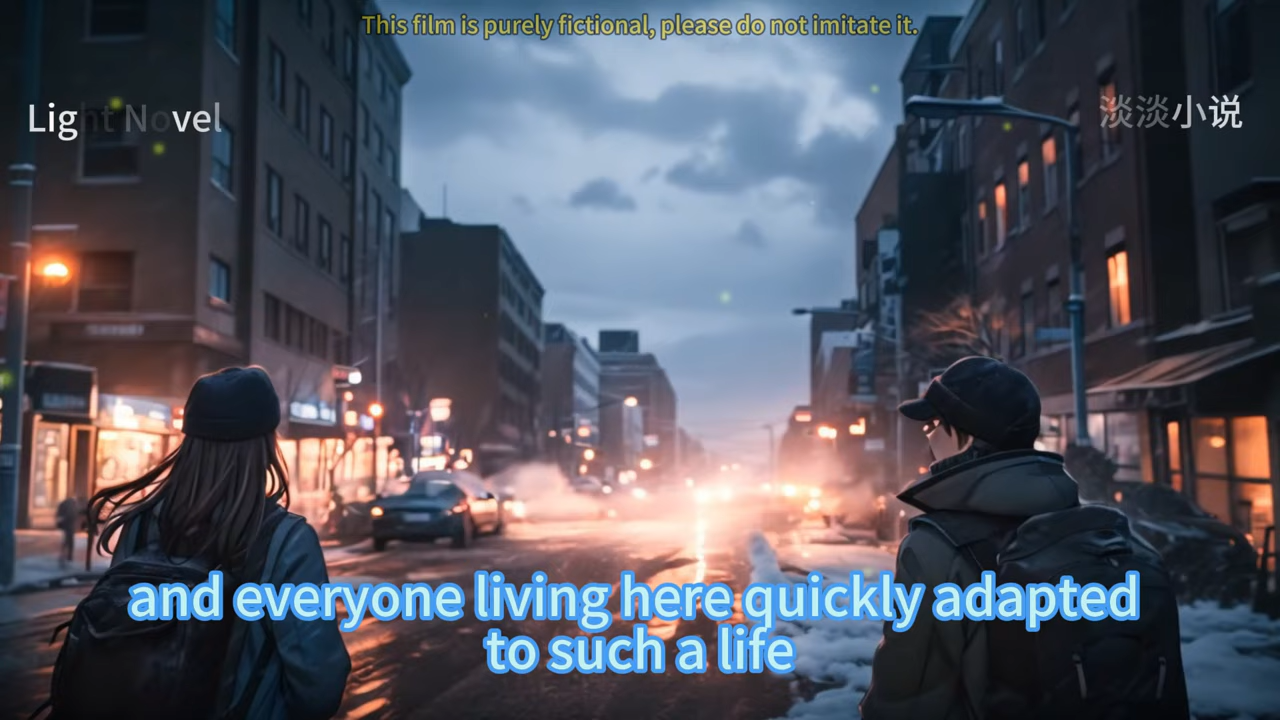 This film is purely fictional, please do not imitate it.
Light Novel
淡淡小说
and everyone living here quickly adapted
to such a life